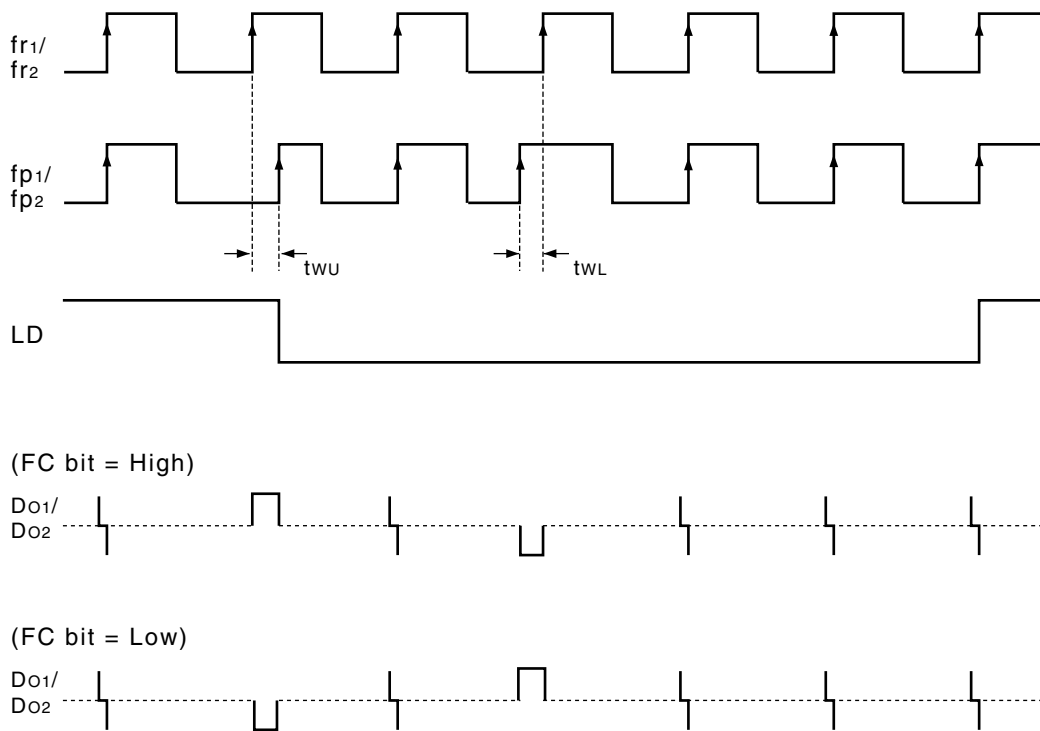 fr1/
fr2
fp1/
fp2
tWU
tWL
LD
(FC bit = High)
DO1/
DO2
(FC bit = Low)
DO1/
DO2